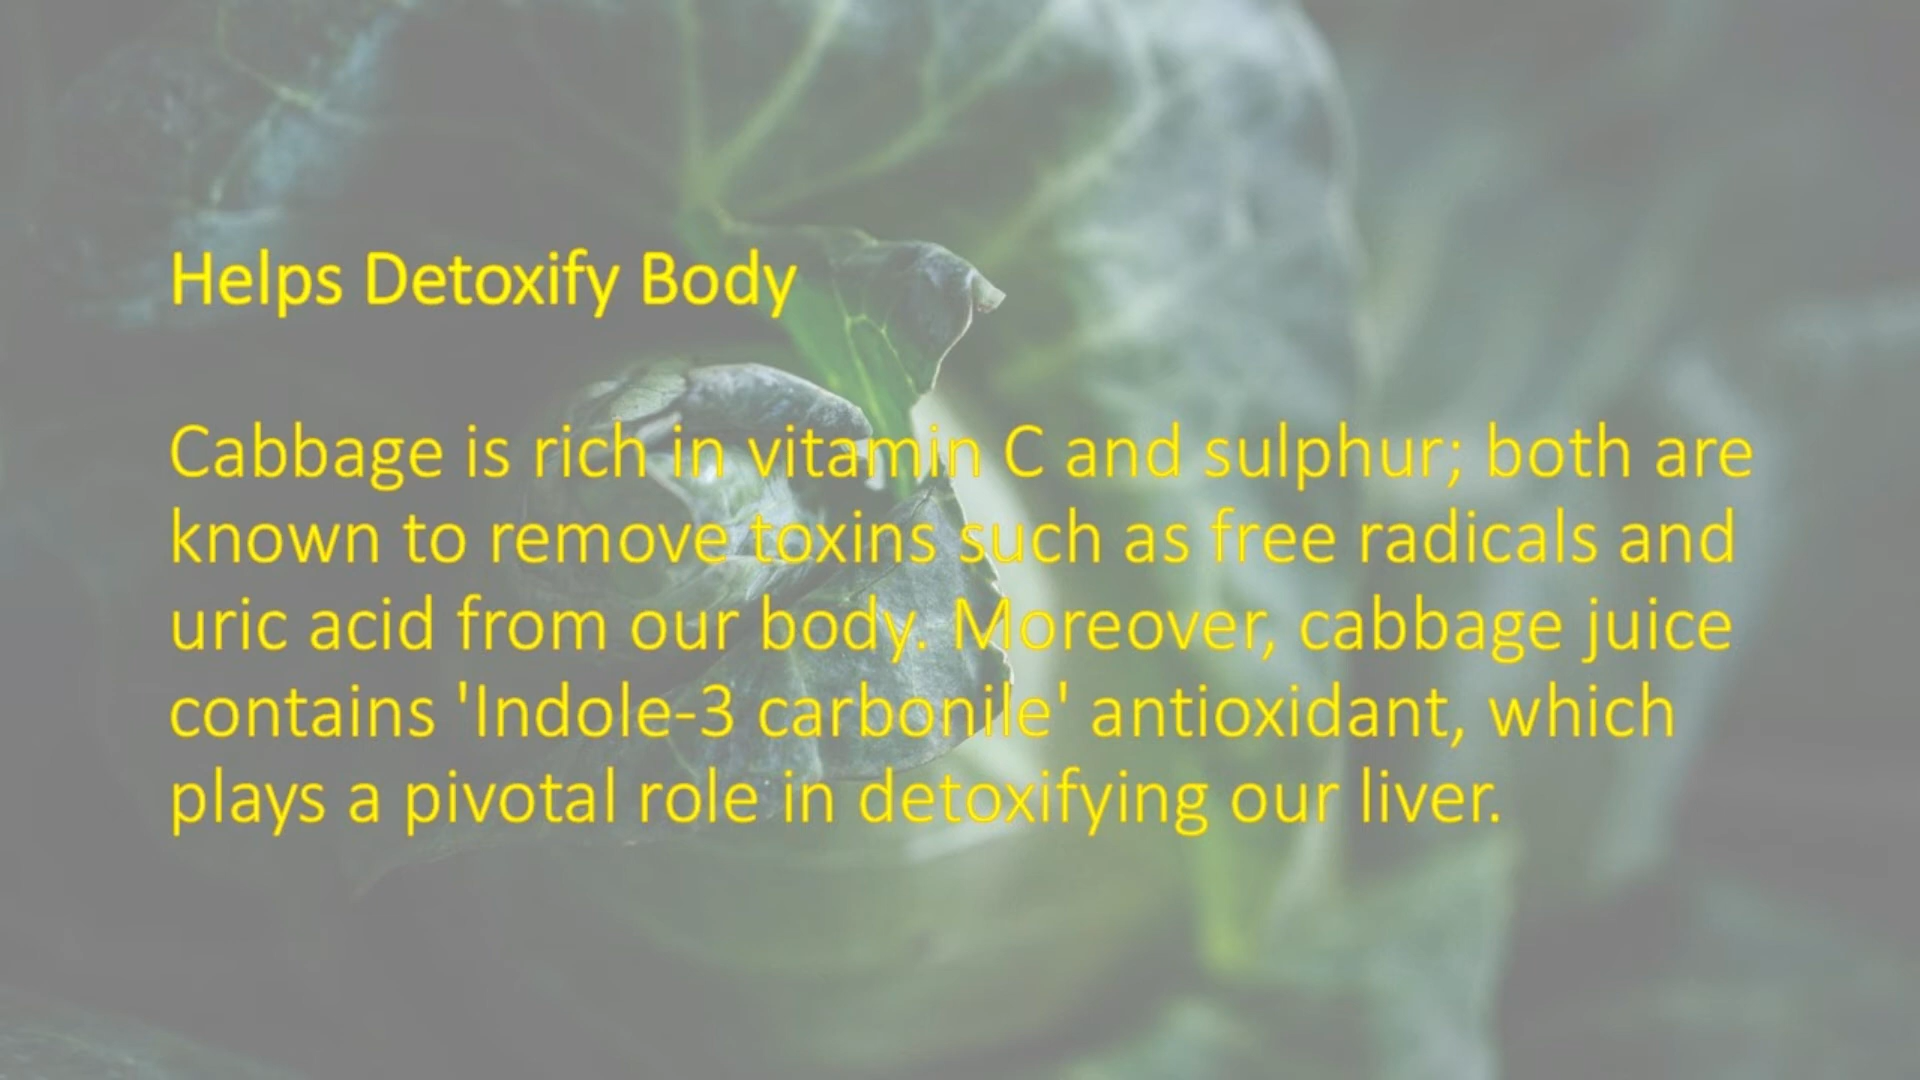 Helps Detoxify Body
Cabbage is rich in vitamin C and sulphur; both are
known to remove toxins such as free radicals and
uric acid from our body. Moreover, cabbage juice
contains 'Indole-3 carbonile' antioxidant, which
plays a pivotal role in detoxifying our liver.